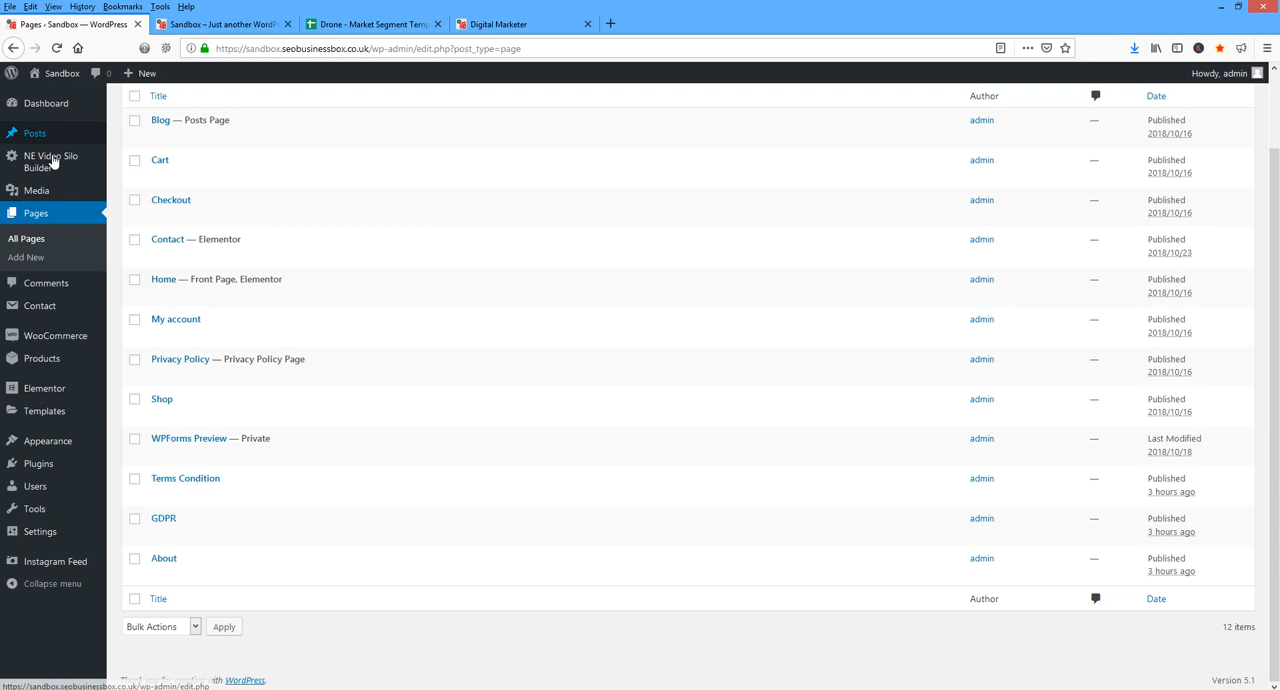 File Edit View History Bookmarks Tools Help
Pages ‹ Sandbox — WordPress
Sandbox – Just another WordPr
Drone - Market Segment Temp
Digital Marketer
https://sandbox.seobusinessbox.co.uk/wp-admin/edit.php?post_type=page
Sandbox 0 + New Howdy, admin
Dashboard
Posts
NE Video Silo
Builder
Media
Pages
All Pages
Add New
Comments
Contact
WooCommerce
Products
Elementor
Templates
Appearance
Plugins
Users
Tools
Settings
Instagram Feed
Collapse menu
Title Author Date
Blog — Posts Page admin — Published
2018/10/16
Cart admin — Published
2018/10/16
Checkout admin — Published
2018/10/16
Contact — Elementor admin — Published
2018/10/23
Home — Front Page, Elementor admin — Published
2018/10/16
My account admin — Published
2018/10/16
Privacy Policy — Privacy Policy Page admin — Published
2018/10/16
Shop admin — Published
2018/10/16
WPForms Preview — Private admin — Last Modified
2018/10/18
Terms Condition admin — Published
3 hours ago
GDPR admin — Published
3 hours ago
About admin — Published
3 hours ago
Title Author Date
Bulk Actions Apply 12 items
with WordPress. Version 5.1
https://sandbox.seobusinessbox.co.uk/wp-admin/edit.php